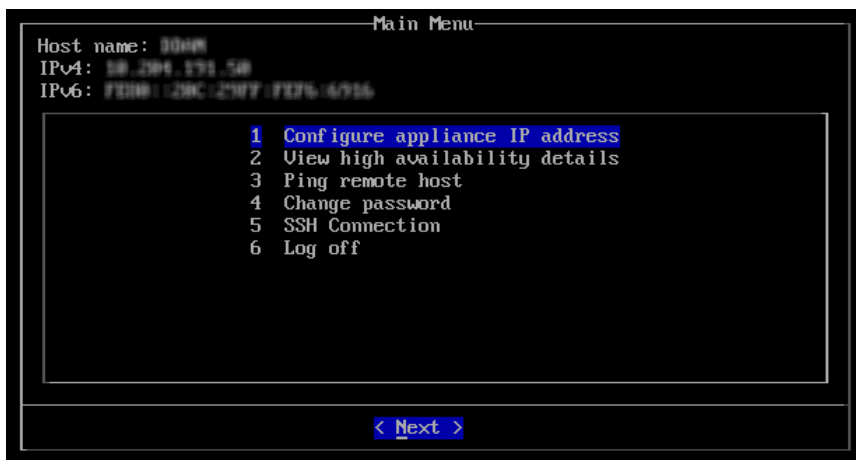 Main Menu
Host name:
IPv4:
IPv6:
1 Configure appliance IP address
2 View high availability details
3 Ping remote host
4 Change password
5 SSH Connection
6 Log off
< Next >